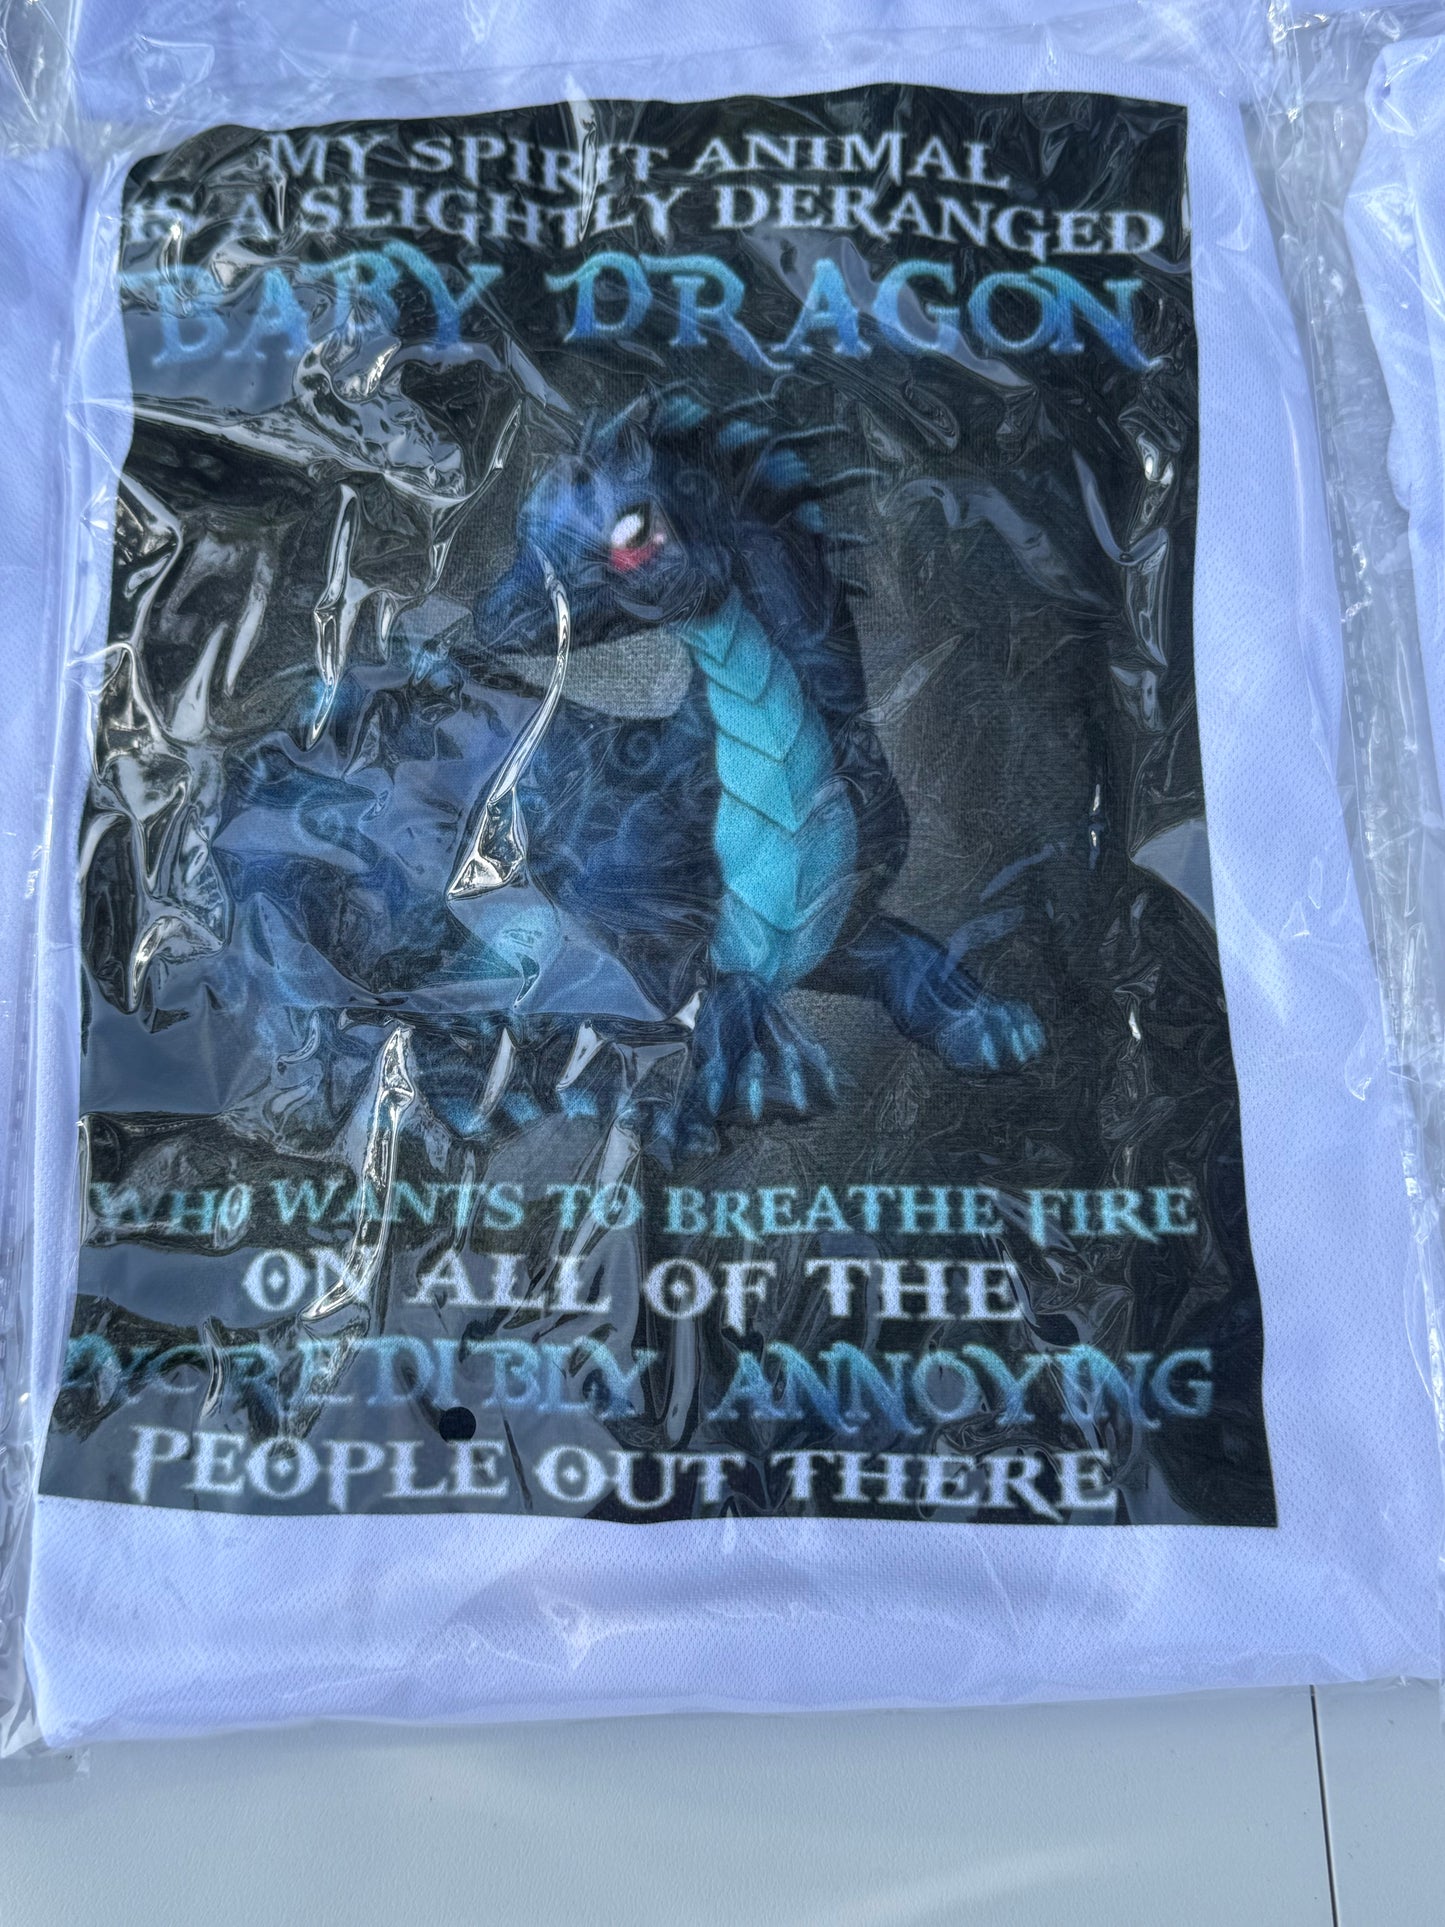 MY SPIRIT ANIMAL
IS A SLIGHTLY DERANGED
BABY DRAGON
WHO WANTS TO BREATHE FIRE
ON ALL OF THE
INCREDIBLY ANNOYING
PEOPLE OUT THERE